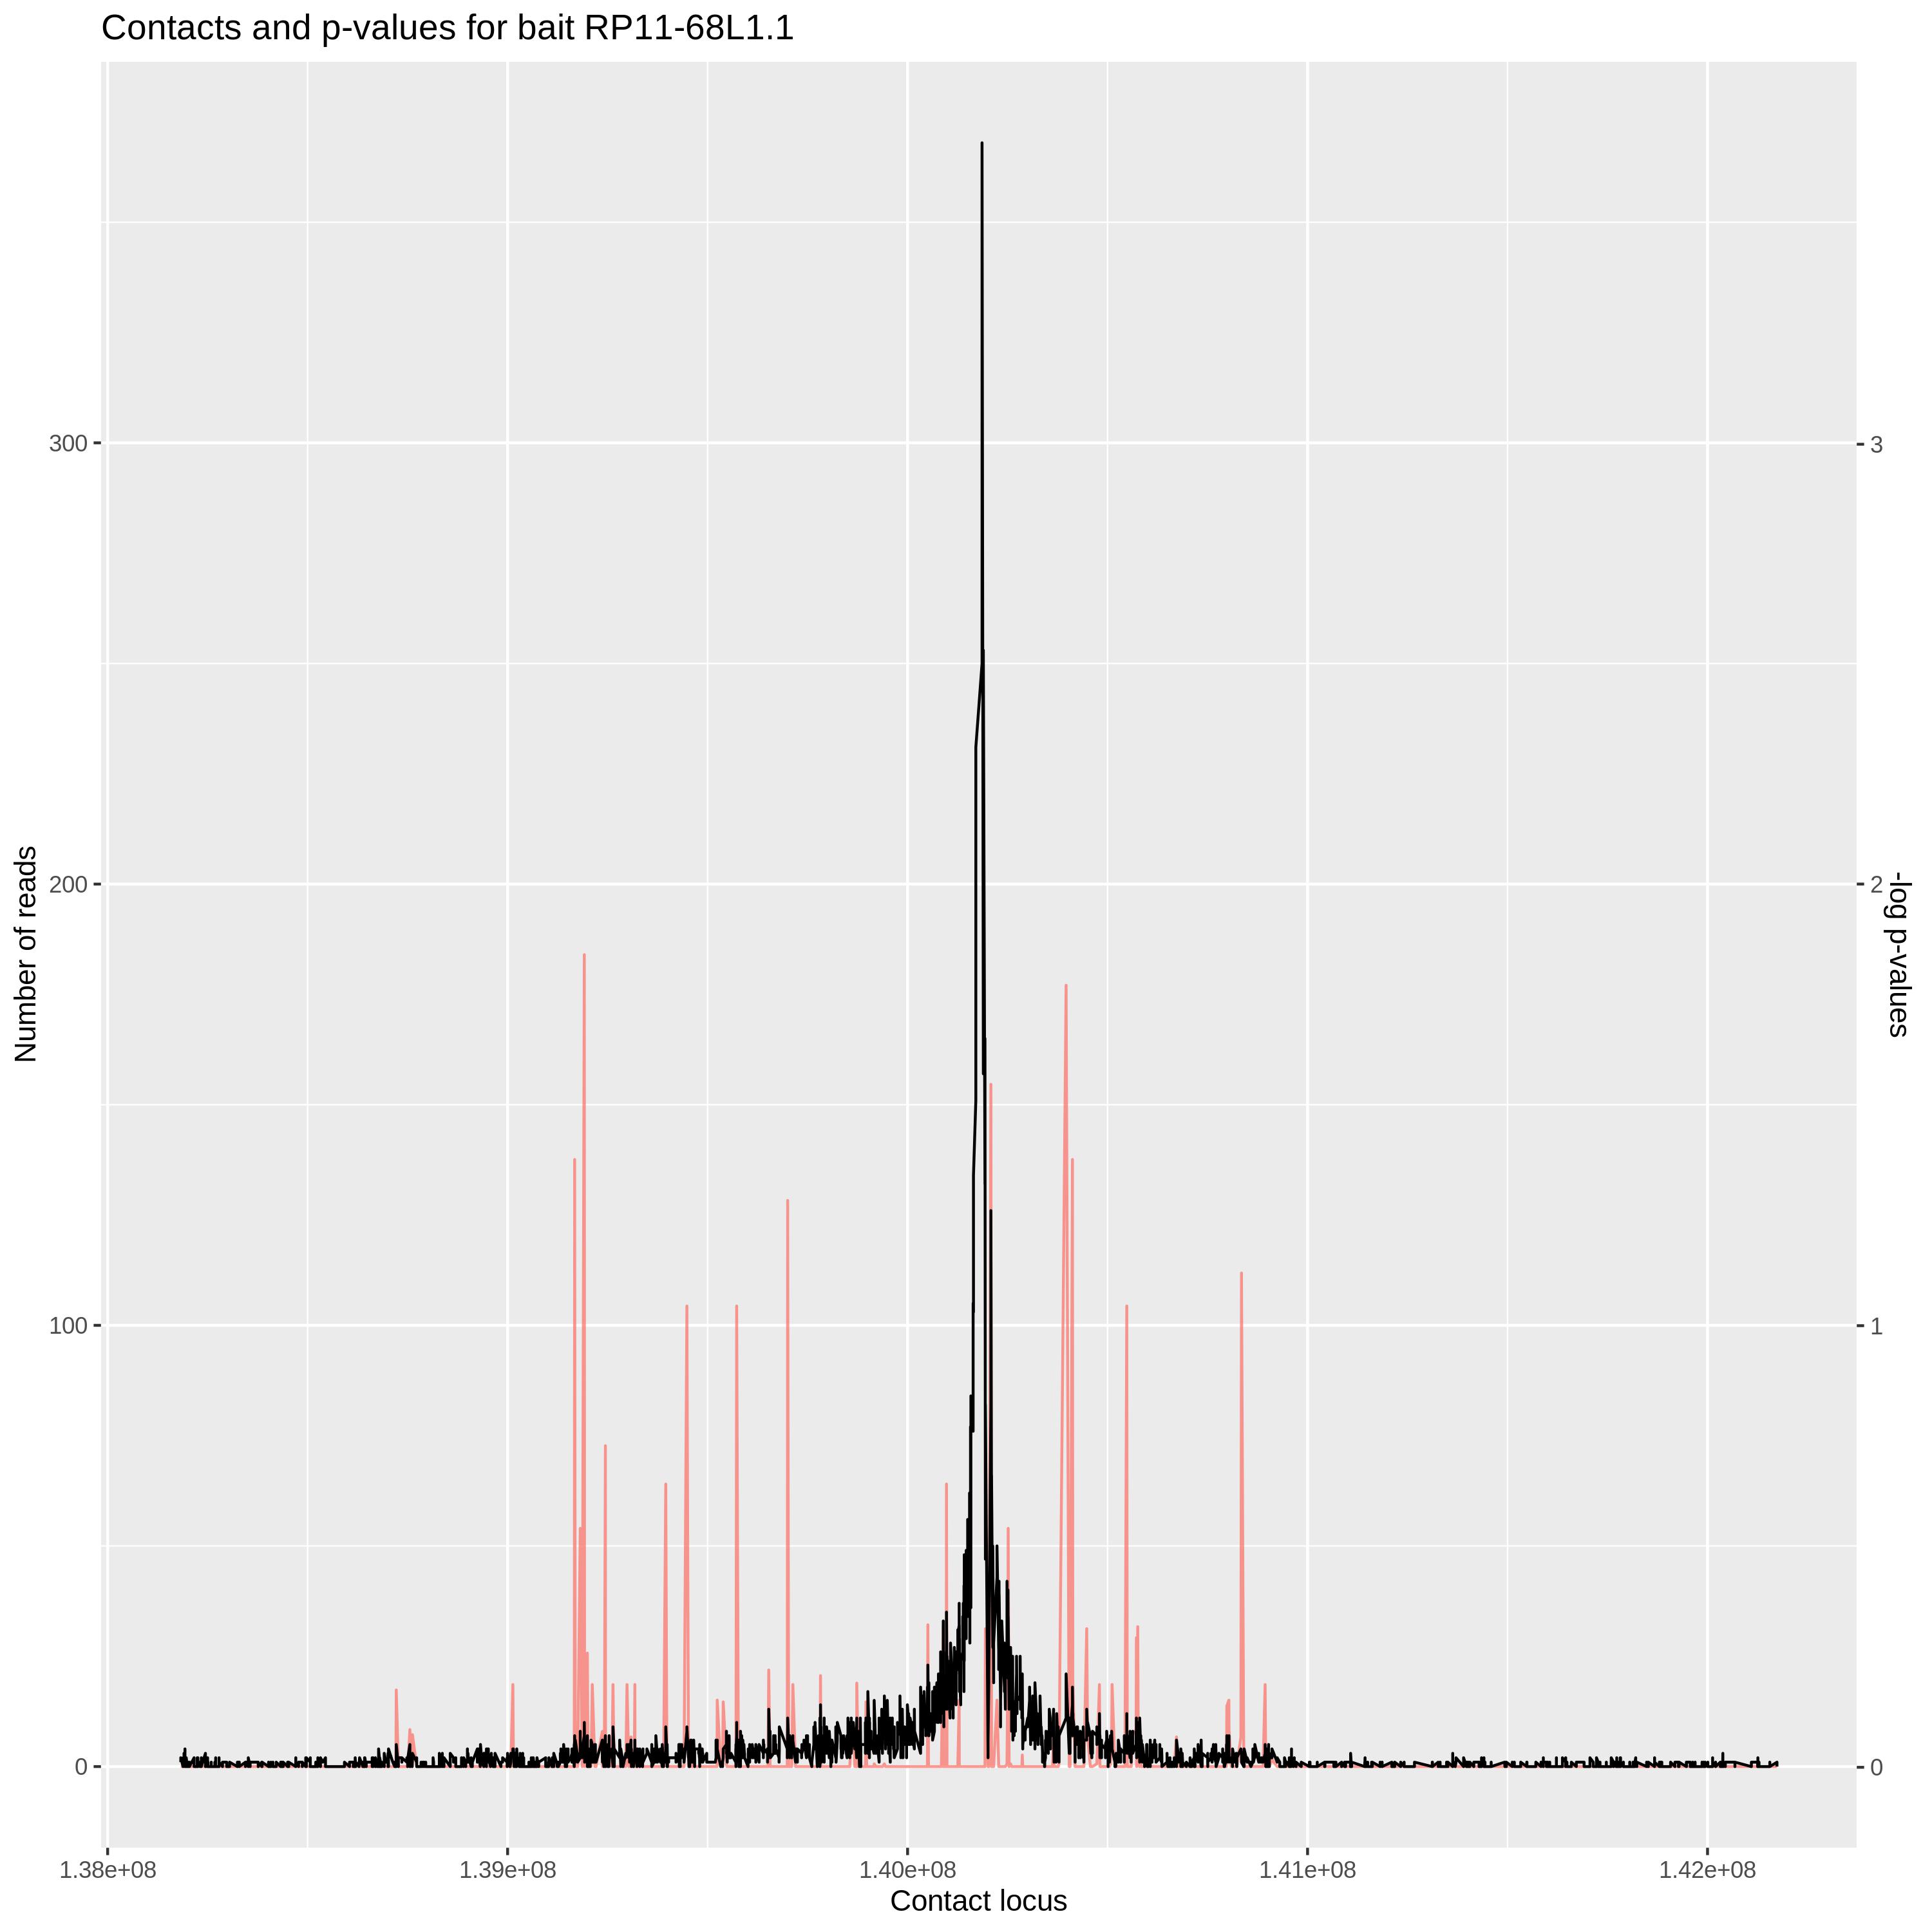 Contacts and p-values for bait RP11-68L1.1
300
200
100
0
3
2
1
0
Number of reads
-log p-values
1.38e+08
1.39e+08
1.40e+08
1.41e+08
1.42e+08
Contact locus